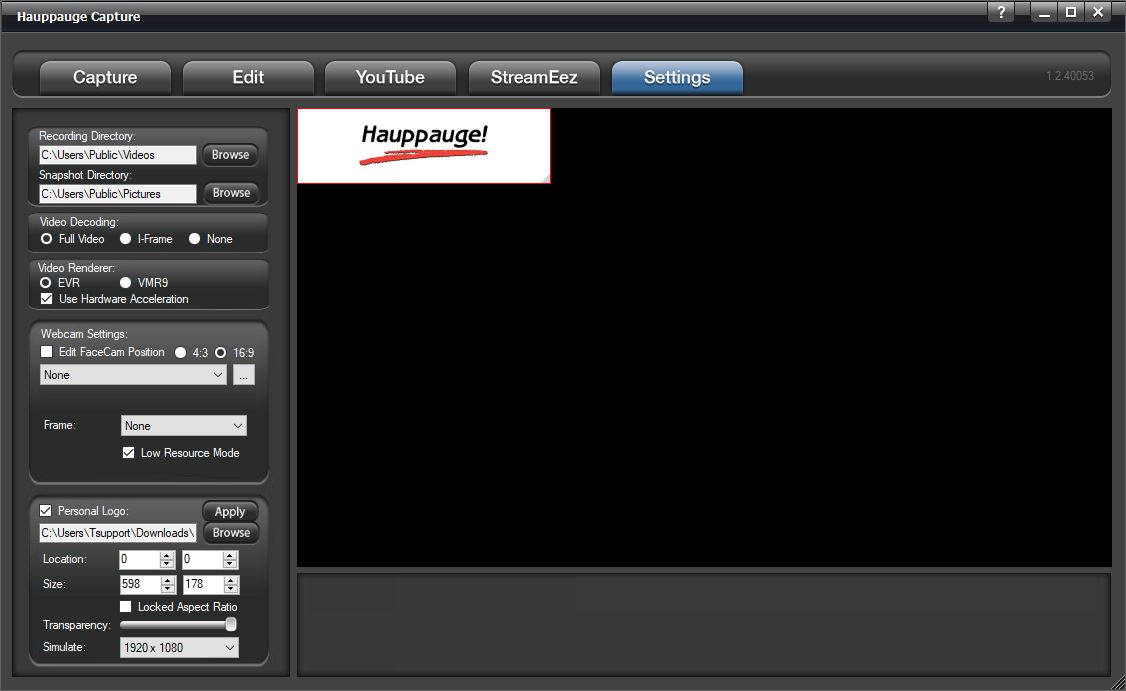 Hauppauge Capture
?
Capture Edit YouTube StreamEez Settings 1.2.40053
Recording Directory:
C:\Users\Public\Videos Browse
Snapshot Directory:
C:\Users\Public\Pictures Browse
Video Decoding:
Full Video I-Frame None
Video Renderer:
EVR VMR9
Use Hardware Acceleration
Webcam Settings:
Edit FaceCam Position 4:3 16:9
None ...
Frame: None
Low Resource Mode
Personal Logo: Apply
C:\Users\Tsupport\Downloads\ Browse
Location: 0 0
Size: 598 178
Locked Aspect Ratio
Transparency:
Simulate: 1920 x 1080
Hauppauge!